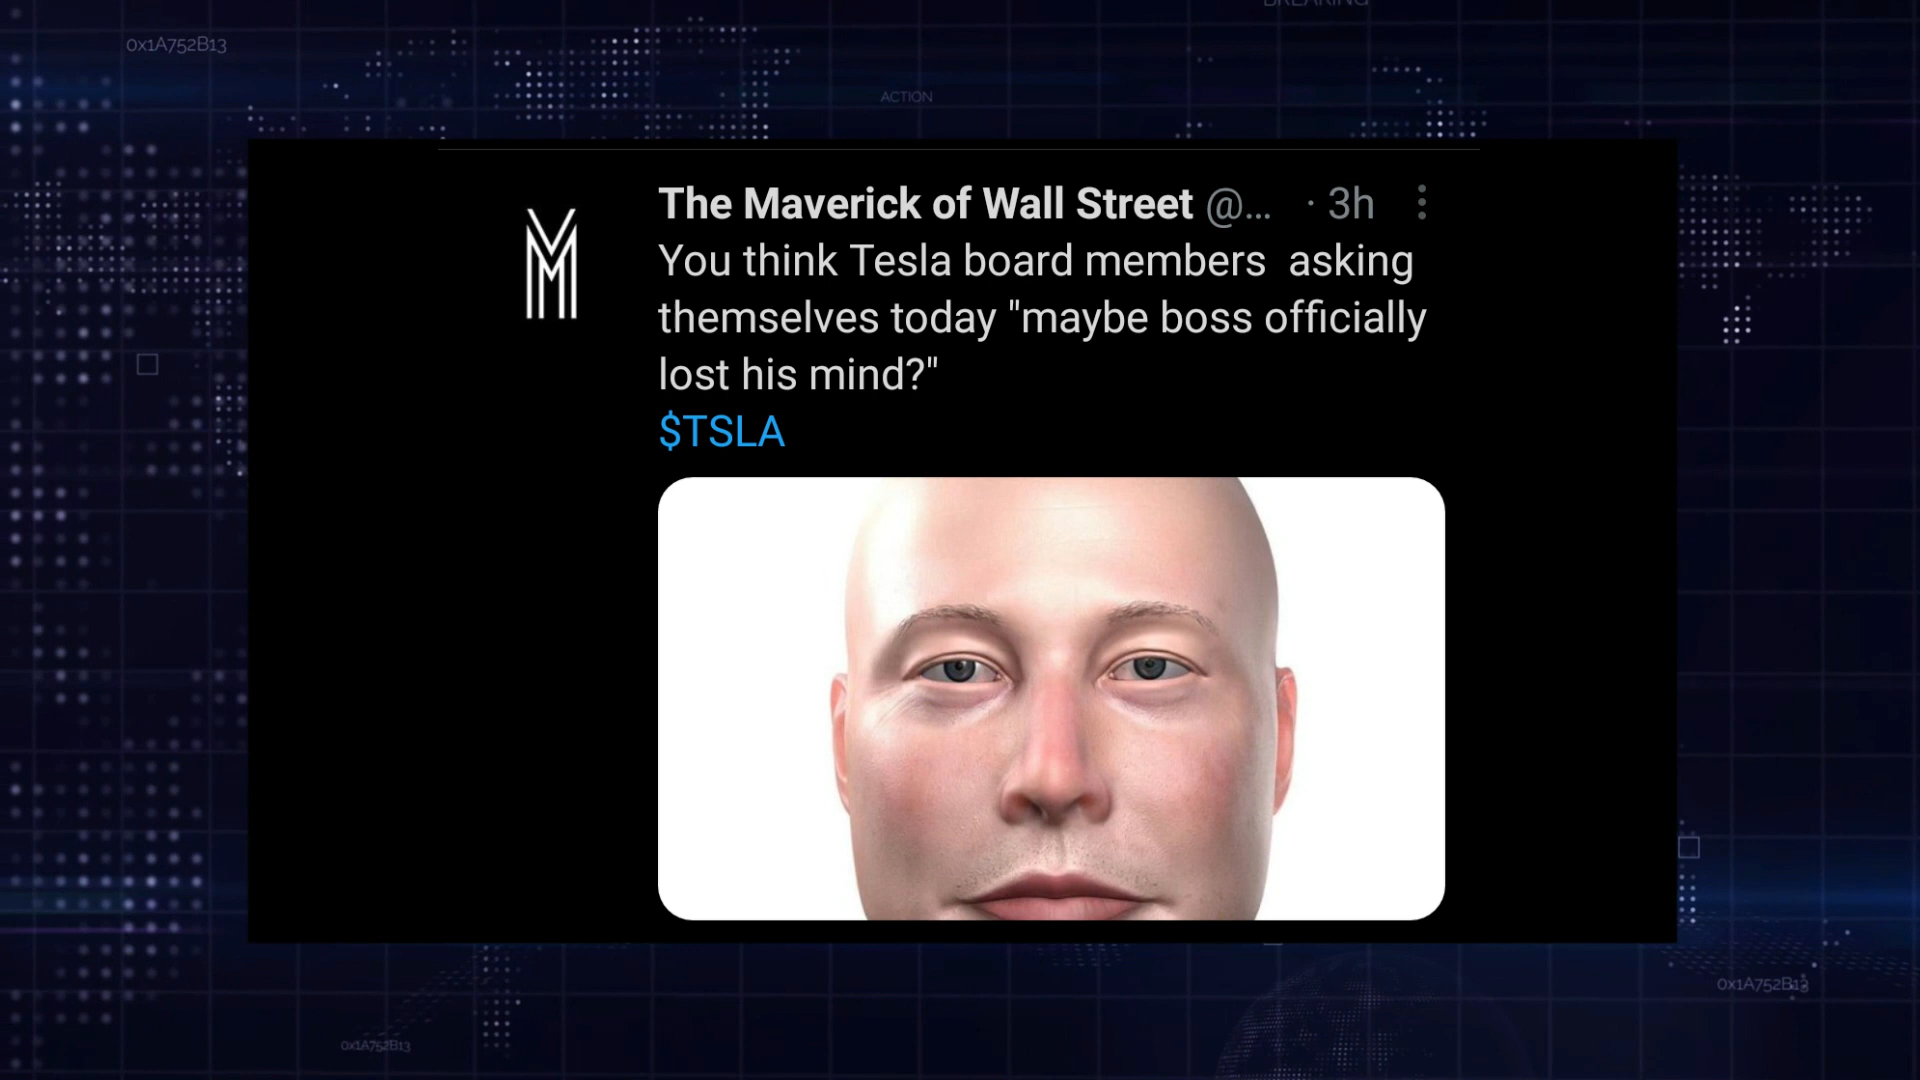 BREAKING
0x1A752B13
ACTION
The Maverick of Wall Street @... · 3h
You think Tesla board members  asking
themselves today "maybe boss officially
lost his mind?"
$TSLA
0x1A752B13
0x1A752B13